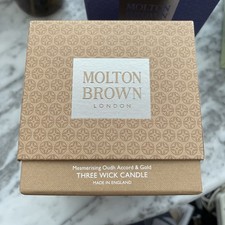 MOLTON
BROWN
LONDON
Mesmerising Oudh Accord & Gold
THREE WICK CANDLE
MADE IN ENGLAND